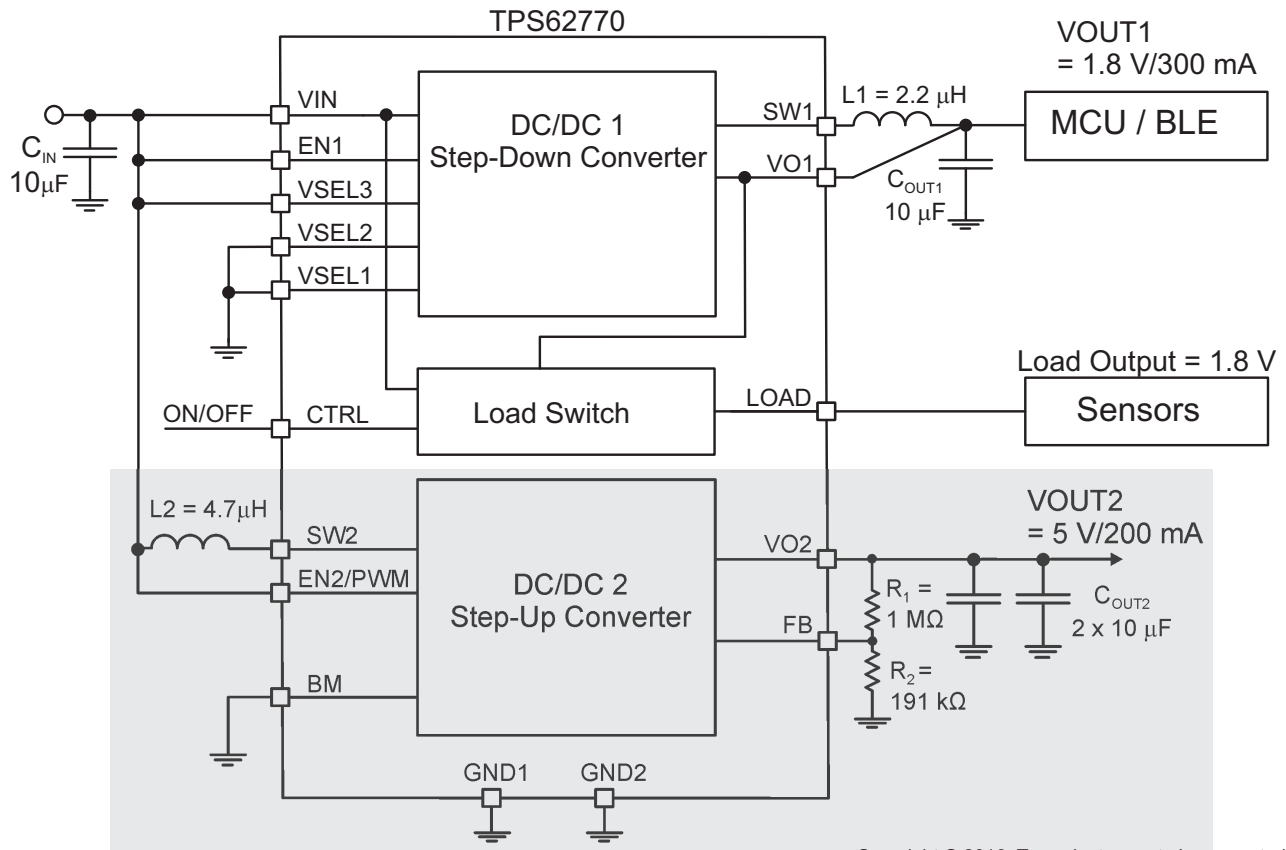 TPS62770
VOUT1
= 1.8 V/300 mA
VIN
DC/DC 1
Step-Down Converter
SW1
L1 = 2.2 μH
MCU / BLE
C_IN
10μF
EN1
VO1
VSEL3
C_OUT1
10 μF
VSEL2
VSEL1
Load Output = 1.8 V
ON/OFF
CTRL
Load Switch
LOAD
Sensors
L2 = 4.7μH
VOUT2
= 5 V/200 mA
SW2
VO2
EN2/PWM
DC/DC 2
Step-Up Converter
R1 =
1 MΩ
C_OUT2
2 x 10 μF
FB
BM
R2 =
191 kΩ
GND1
GND2